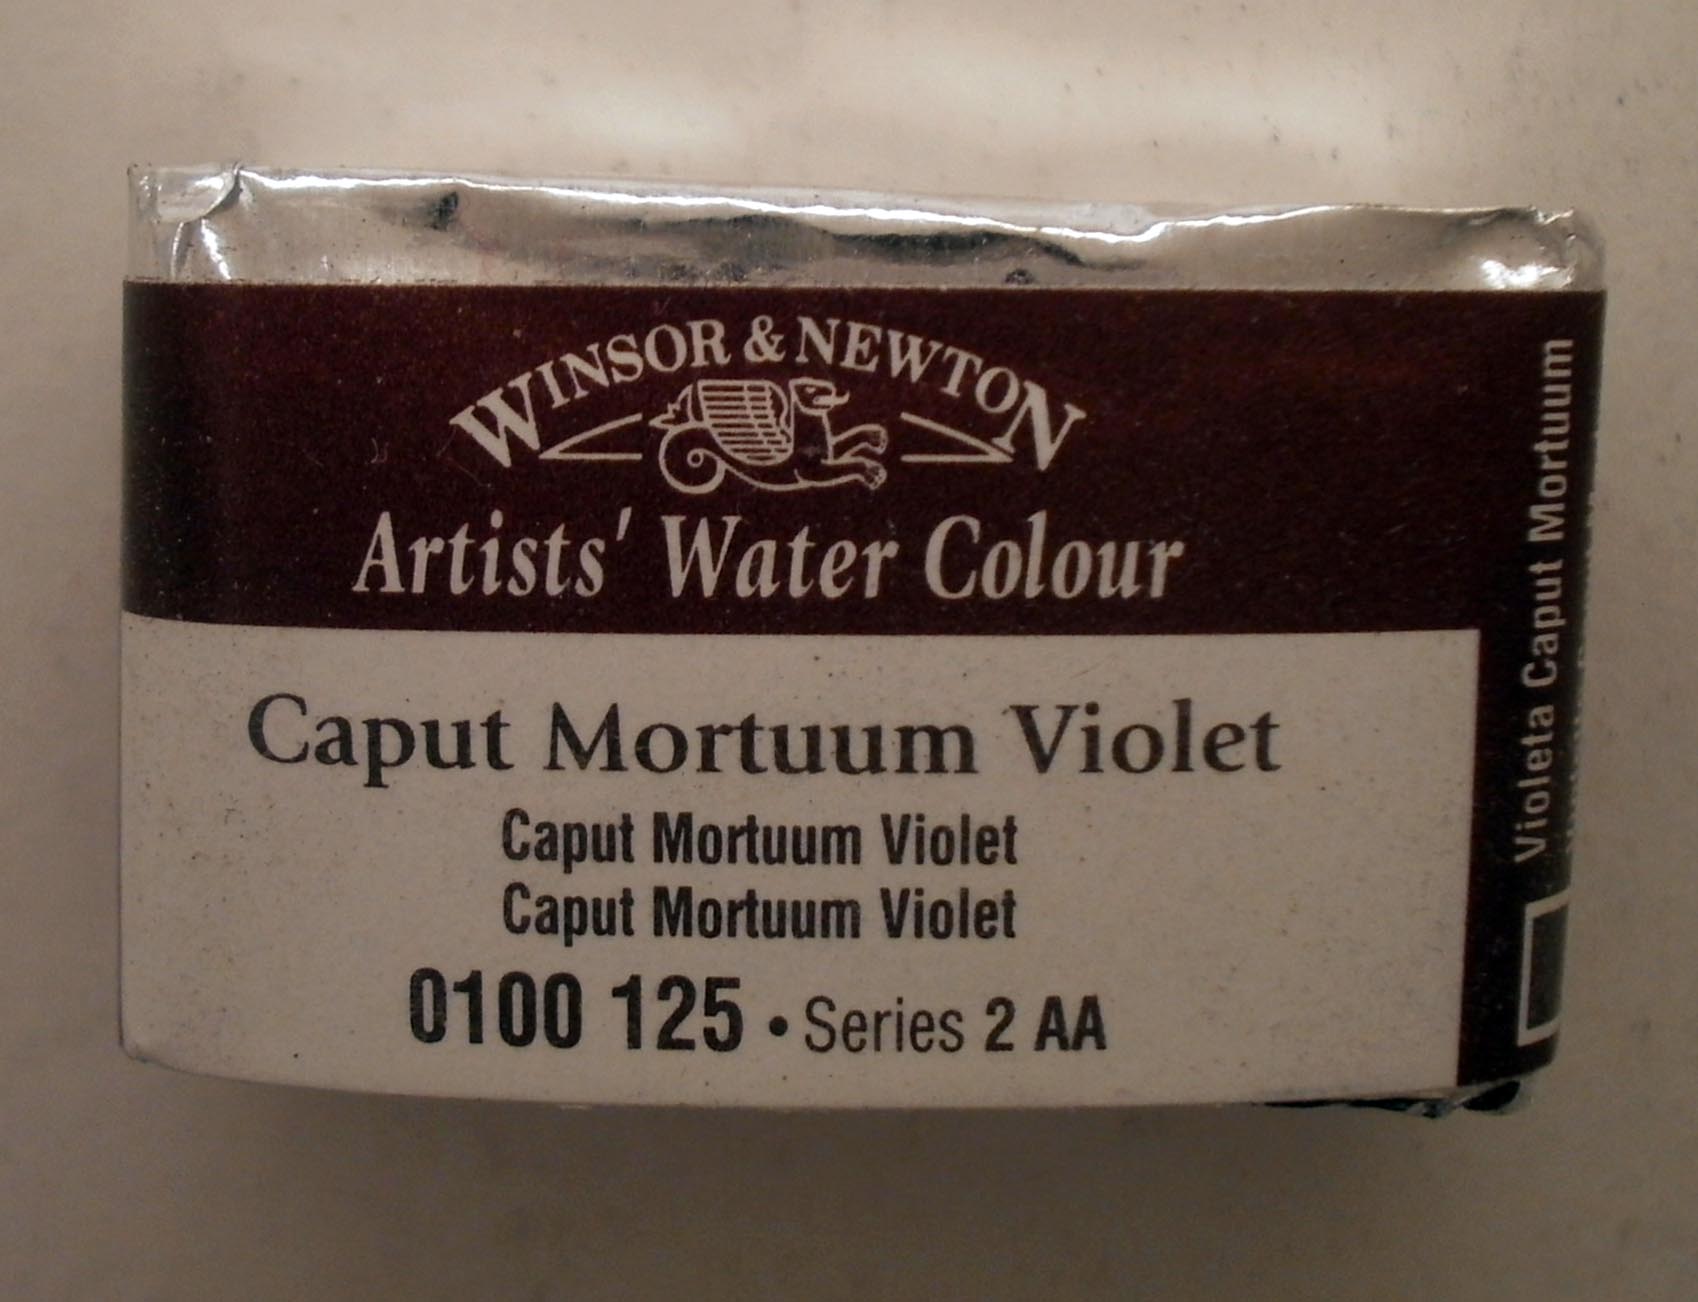 WINSOR & NEWTON
Artists' Water Colour
Caput Mortuum Violet
Caput Mortuum Violet
Caput Mortuum Violet
0100 125 • Series 2 AA
Violeta Caput Mortuum